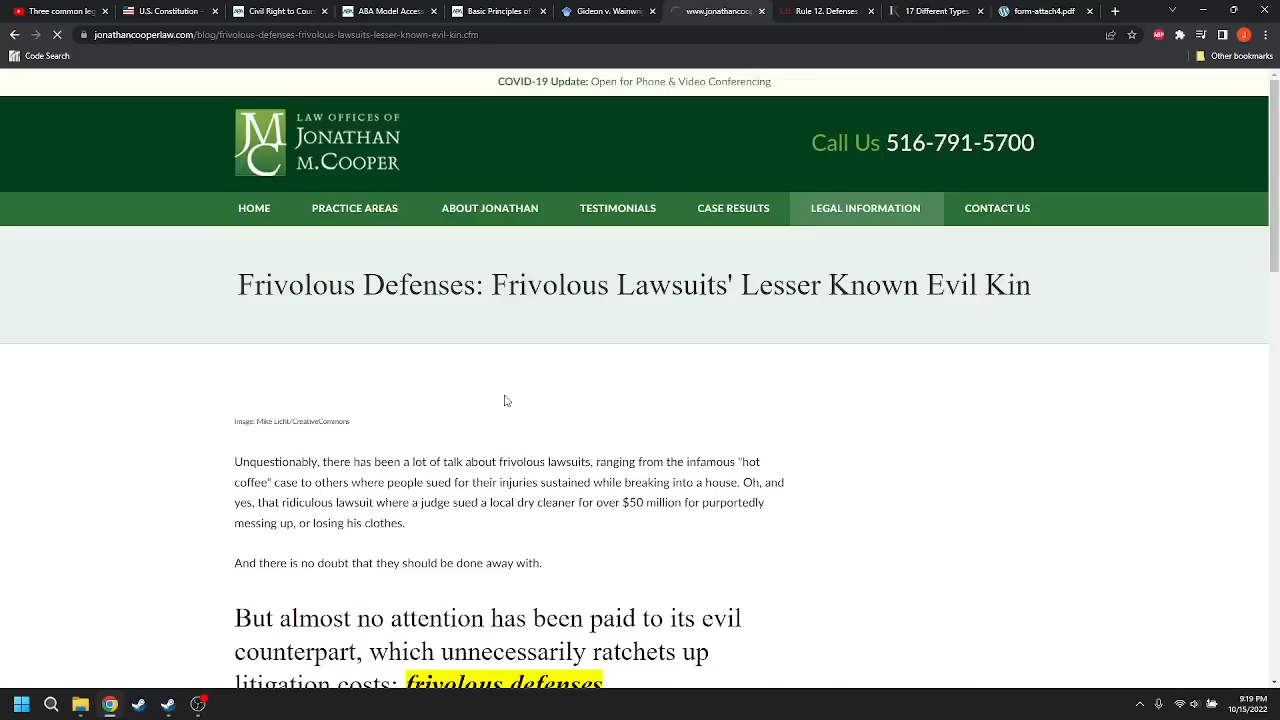 Three common leg
U.S. Constitution -
Civil Right to Cour
ABA Model Access
Basic Principles of
Gideon v. Wainwrig
www.jonathancoop
Rule 12. Defenses
17 Different Types
form-attach4.pdf
jonathancooperlaw.com/blog/frivolous-defenses-frivolous-lawsuits-lesser-known-evil-kin.cfm
Code Search
Other bookmarks
COVID-19 Update: Open for Phone & Video Conferencing
LAW OFFICES OF
JONATHAN
M. COOPER
Call Us 516-791-5700
HOME
PRACTICE AREAS
ABOUT JONATHAN
TESTIMONIALS
CASE RESULTS
LEGAL INFORMATION
CONTACT US
Frivolous Defenses: Frivolous Lawsuits' Lesser Known Evil Kin
Image: Mike Licht/CreativeCommons
Unquestionably, there has been a lot of talk about frivolous lawsuits, ranging from the infamous "hot
coffee" case to others where people sued for their injuries sustained while breaking into a house. Oh, and
yes, that ridiculous lawsuit where a judge sued a local dry cleaner for over $50 million for purportedly
messing up, or losing his clothes.
And there is no doubt that they should be done away with.
But almost no attention has been paid to its evil
counterpart, which unnecessarily ratchets up
litigation costs: frivolous defenses
9:19 PM
10/15/2022